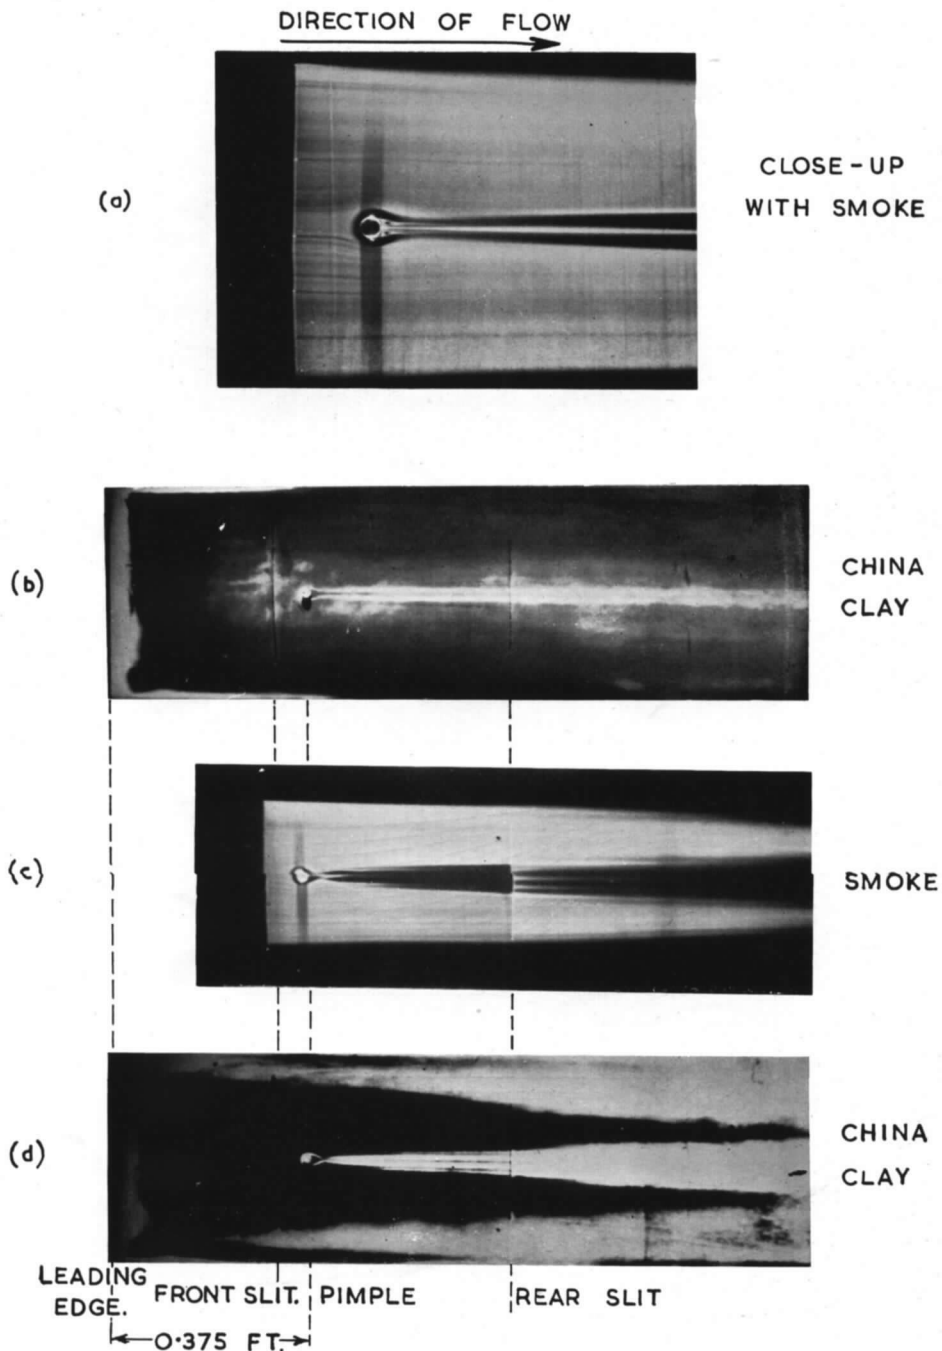 DIRECTION OF FLOW
(a)
CLOSE-UP
WITH SMOKE
(b)
CHINA
CLAY
(c)
SMOKE
(d)
CHINA
CLAY
LEADING
EDGE.
FRONT SLIT.
PIMPLE
REAR SLIT
0·375 FT.